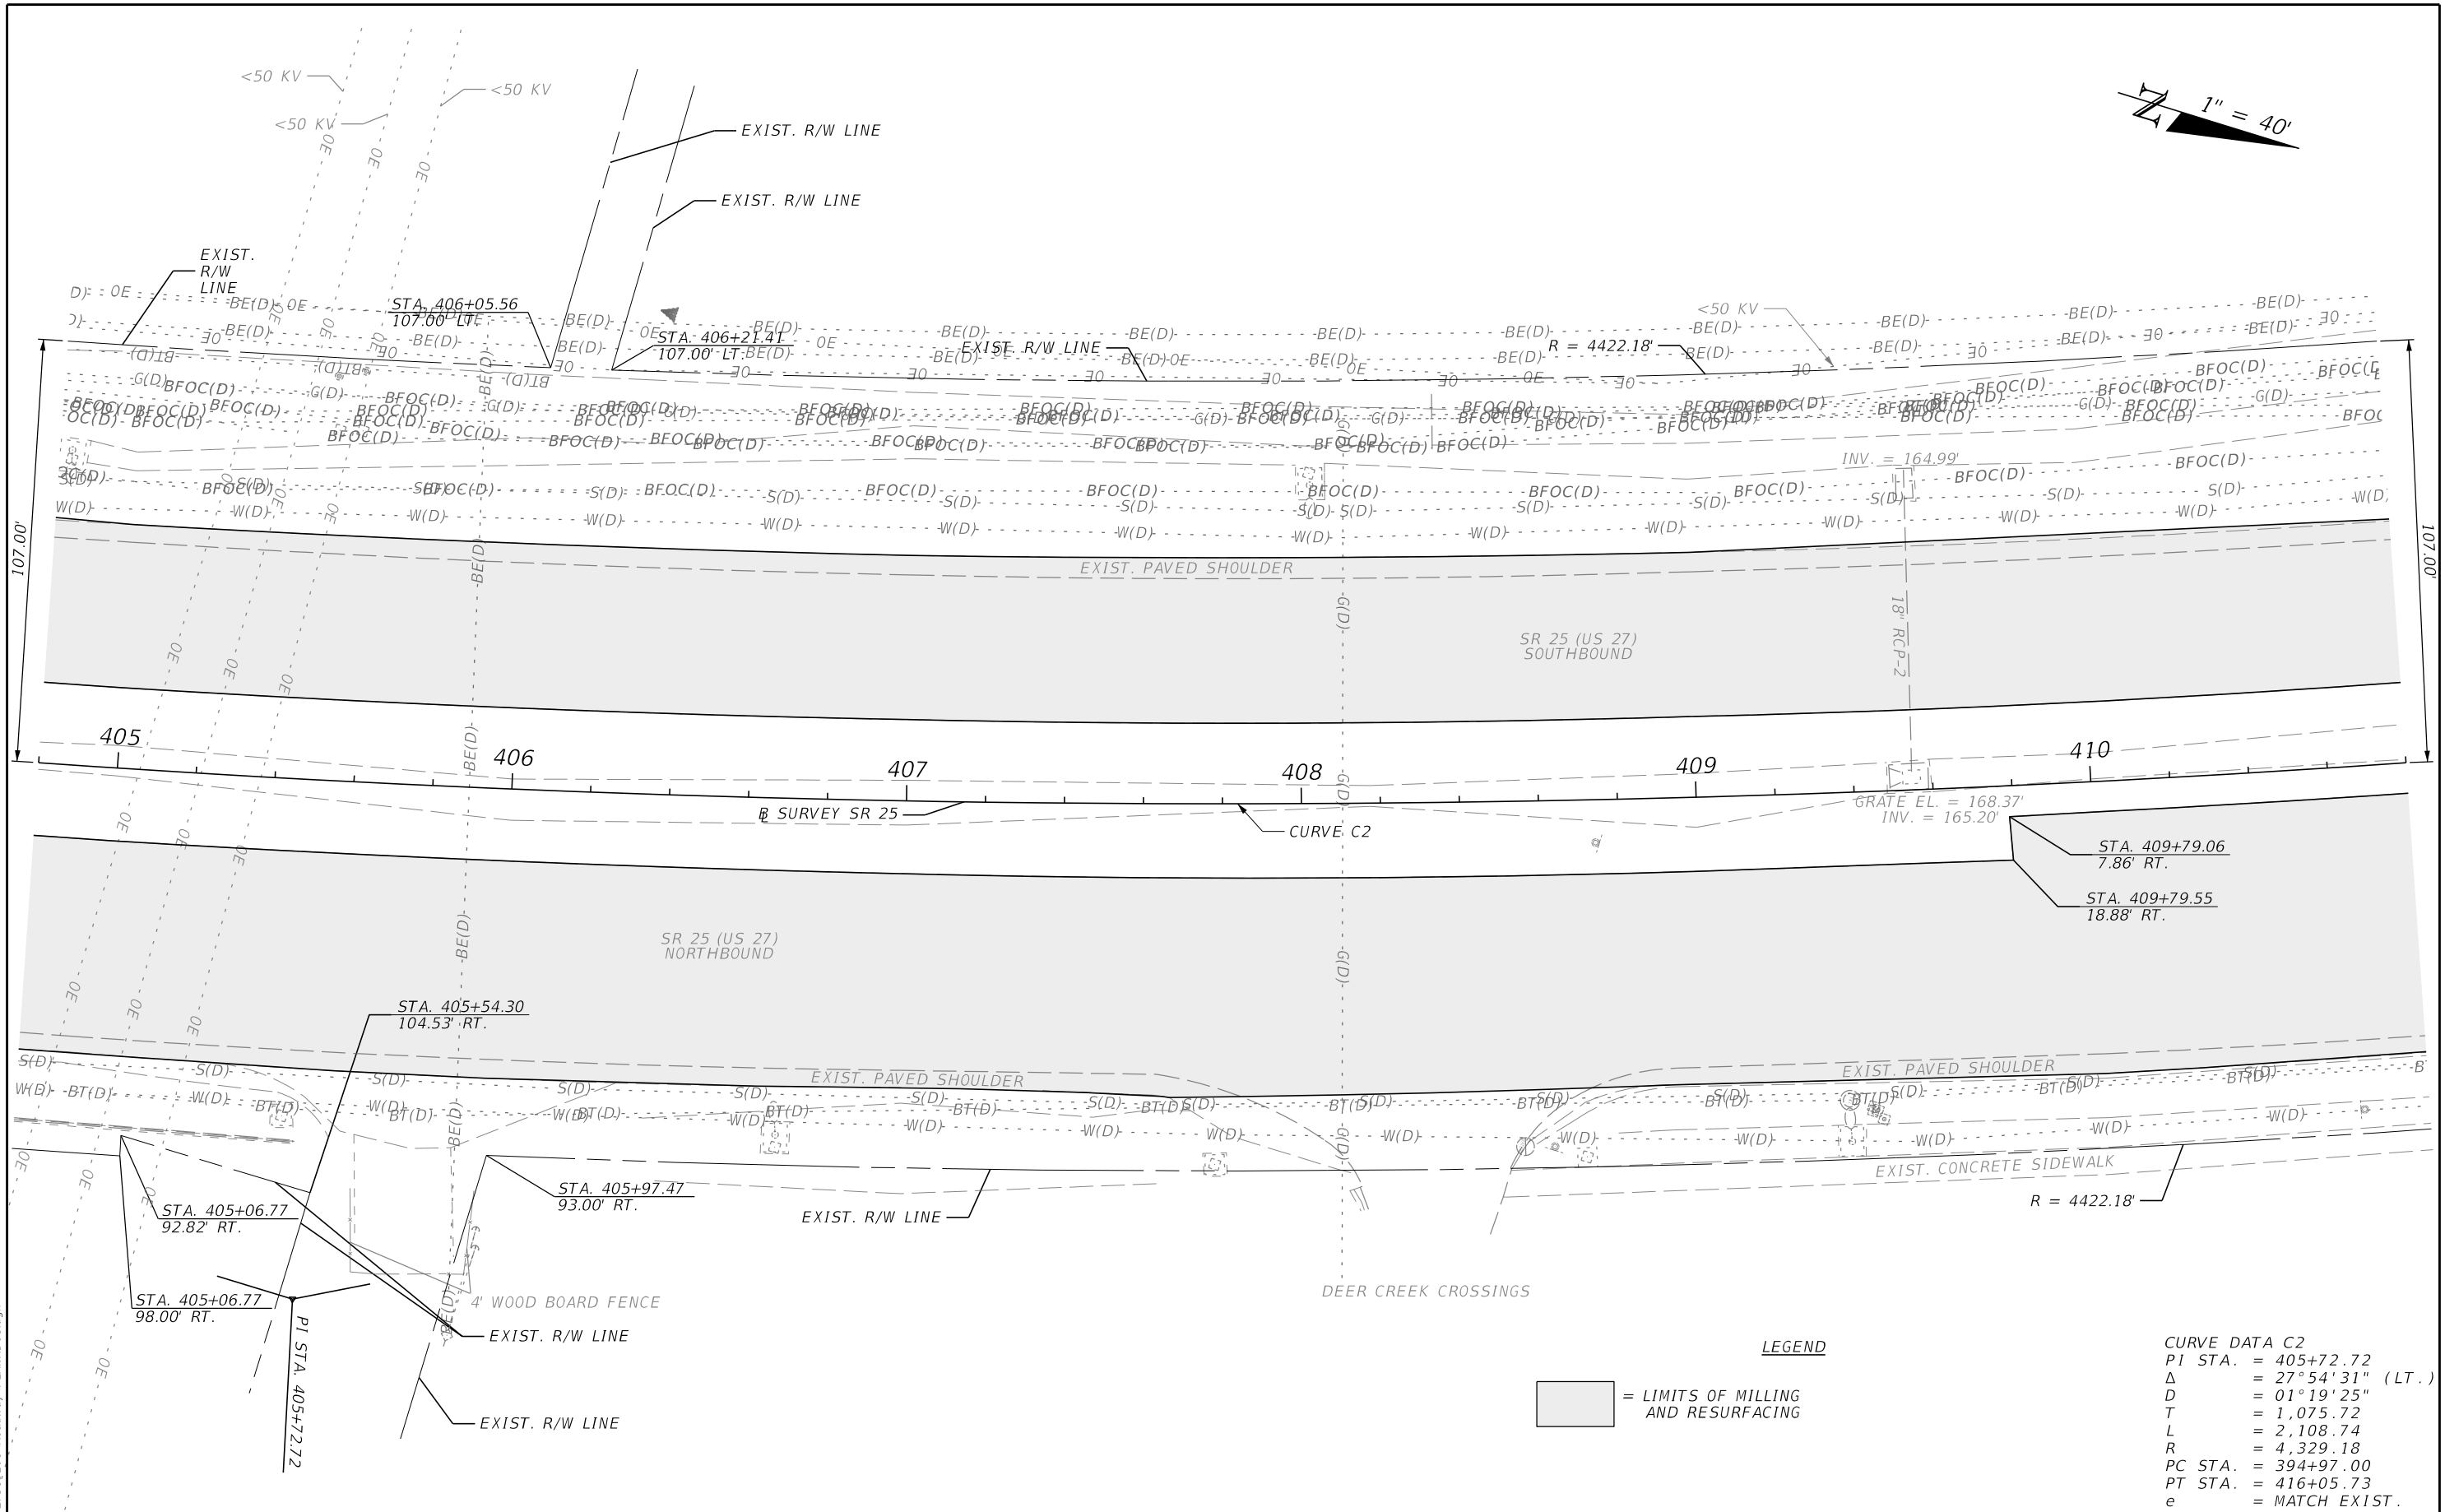 <50 KV
<50 KV
<50 KV
EXIST. R/W LINE
EXIST. R/W LINE
N
1" = 40'
EXIST.
R/W
LINE
STA. 406+05.56
107.00' LT.
STA. 406+21.41
107.00' LT.
EXIST. R/W LINE
R = 4422.18'
<50 KV
OE
BE(D)
BT(D)
G(D)
BFOC(D)
S(D)
W(D)
INV. = 164.99'
107.00'
107.00'
EXIST. PAVED SHOULDER
SR 25 (US 27)
SOUTHBOUND
18" RCP-2
405
406
407
408
409
410
B SURVEY SR 25
CURVE C2
GRATE EL. = 168.37'
INV. = 165.20'
STA. 409+79.06
7.86' RT.
STA. 409+79.55
18.88' RT.
SR 25 (US 27)
NORTHBOUND
STA. 405+54.30
104.53' RT.
EXIST. PAVED SHOULDER
EXIST. PAVED SHOULDER
EXIST. CONCRETE SIDEWALK
STA. 405+97.47
93.00' RT.
STA. 405+06.77
92.82' RT.
EXIST. R/W LINE
R = 4422.18'
STA. 405+06.77
98.00' RT.
4' WOOD BOARD FENCE
DEER CREEK CROSSINGS
EXIST. R/W LINE
PI STA. 405+72.72
EXIST. R/W LINE
LEGEND
= LIMITS OF MILLING
AND RESURFACING
CURVE DATA C2
PI STA. = 405+72.72
Δ = 27°54'31" (LT.)
D = 01°19'25"
T = 1,075.72
L = 2,108.74
R = 4,329.18
PC STA. = 394+97.00
PT STA. = 416+05.73
e = MATCH EXIST.